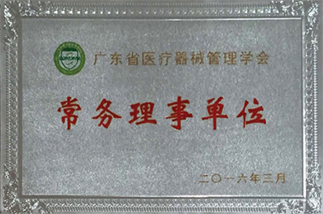 广东省医疗器械管理学会
常务理事单位
二〇一六年三月